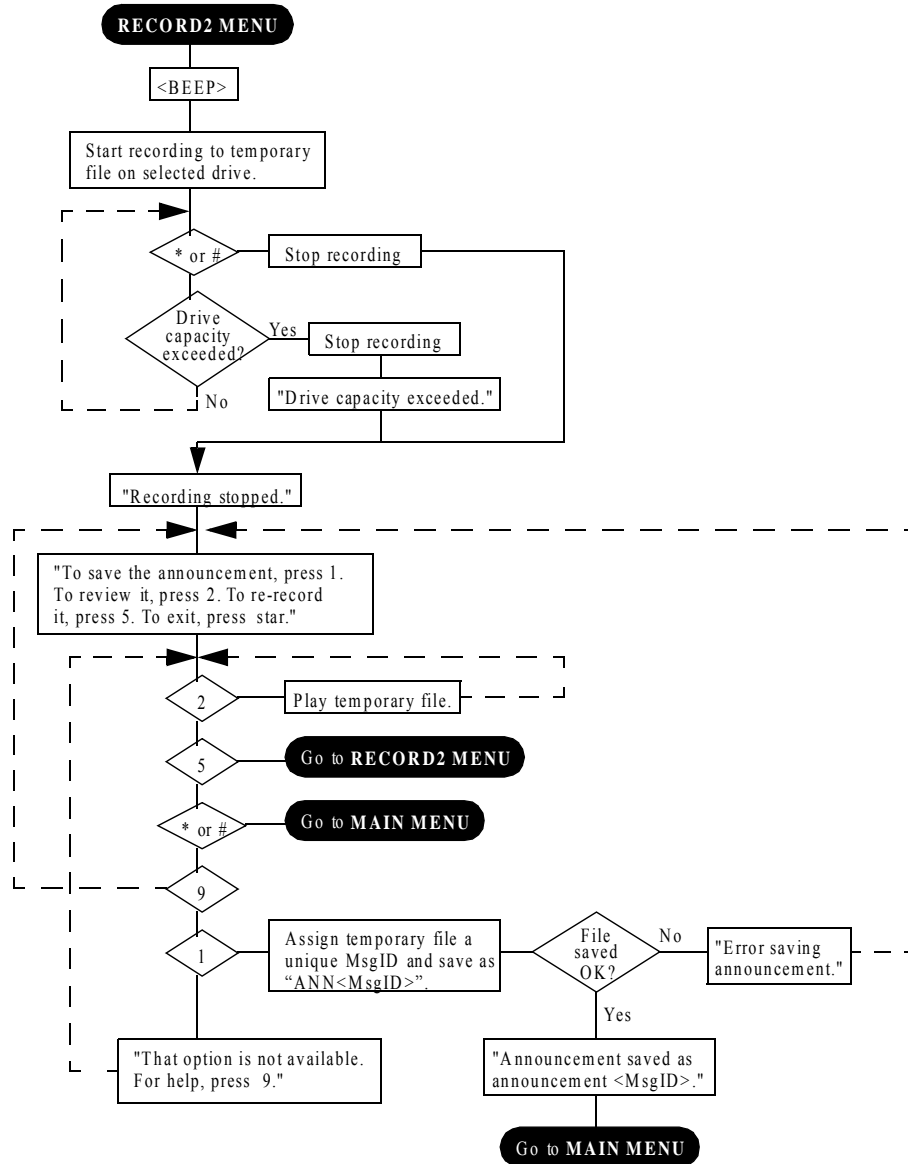 RECORD2 MENU
<BEEP>
Start recording to temporary
file on selected drive.
* or #
Stop recording
Drive
capacity
exceeded?
Yes
Stop recording
No
"Drive capacity exceeded."
"Recording stopped."
"To save the announcement, press 1.
To review it, press 2. To re-record
it, press 5. To exit, press star."
2
Play temporary file.
5
Go to RECORD2 MENU
* or #
Go to MAIN MENU
9
1
Assign temporary file a
unique MsgID and save as
“ANN<MsgID>”.
File
saved
OK?
No
"Error saving
announcement."
Yes
"That option is not available.
For help, press 9."
"Announcement saved as
announcement <MsgID>."
Go to MAIN MENU